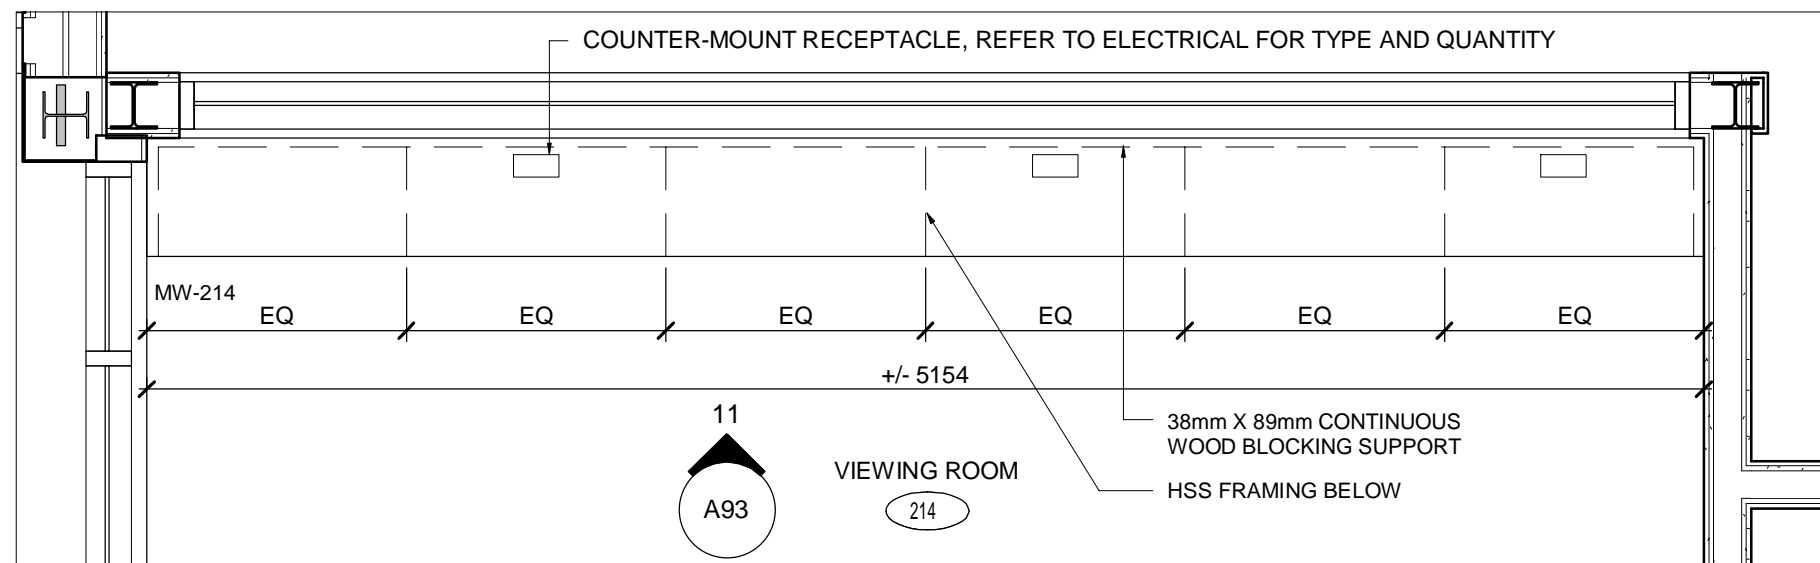 COUNTER-MOUNT RECEPTACLE, REFER TO ELECTRICAL FOR TYPE AND QUANTITY
MW-214
EQ EQ EQ EQ EQ EQ
+/- 5154
11
A93
VIEWING ROOM
214
38mm X 89mm CONTINUOUS
WOOD BLOCKING SUPPORT
HSS FRAMING BELOW